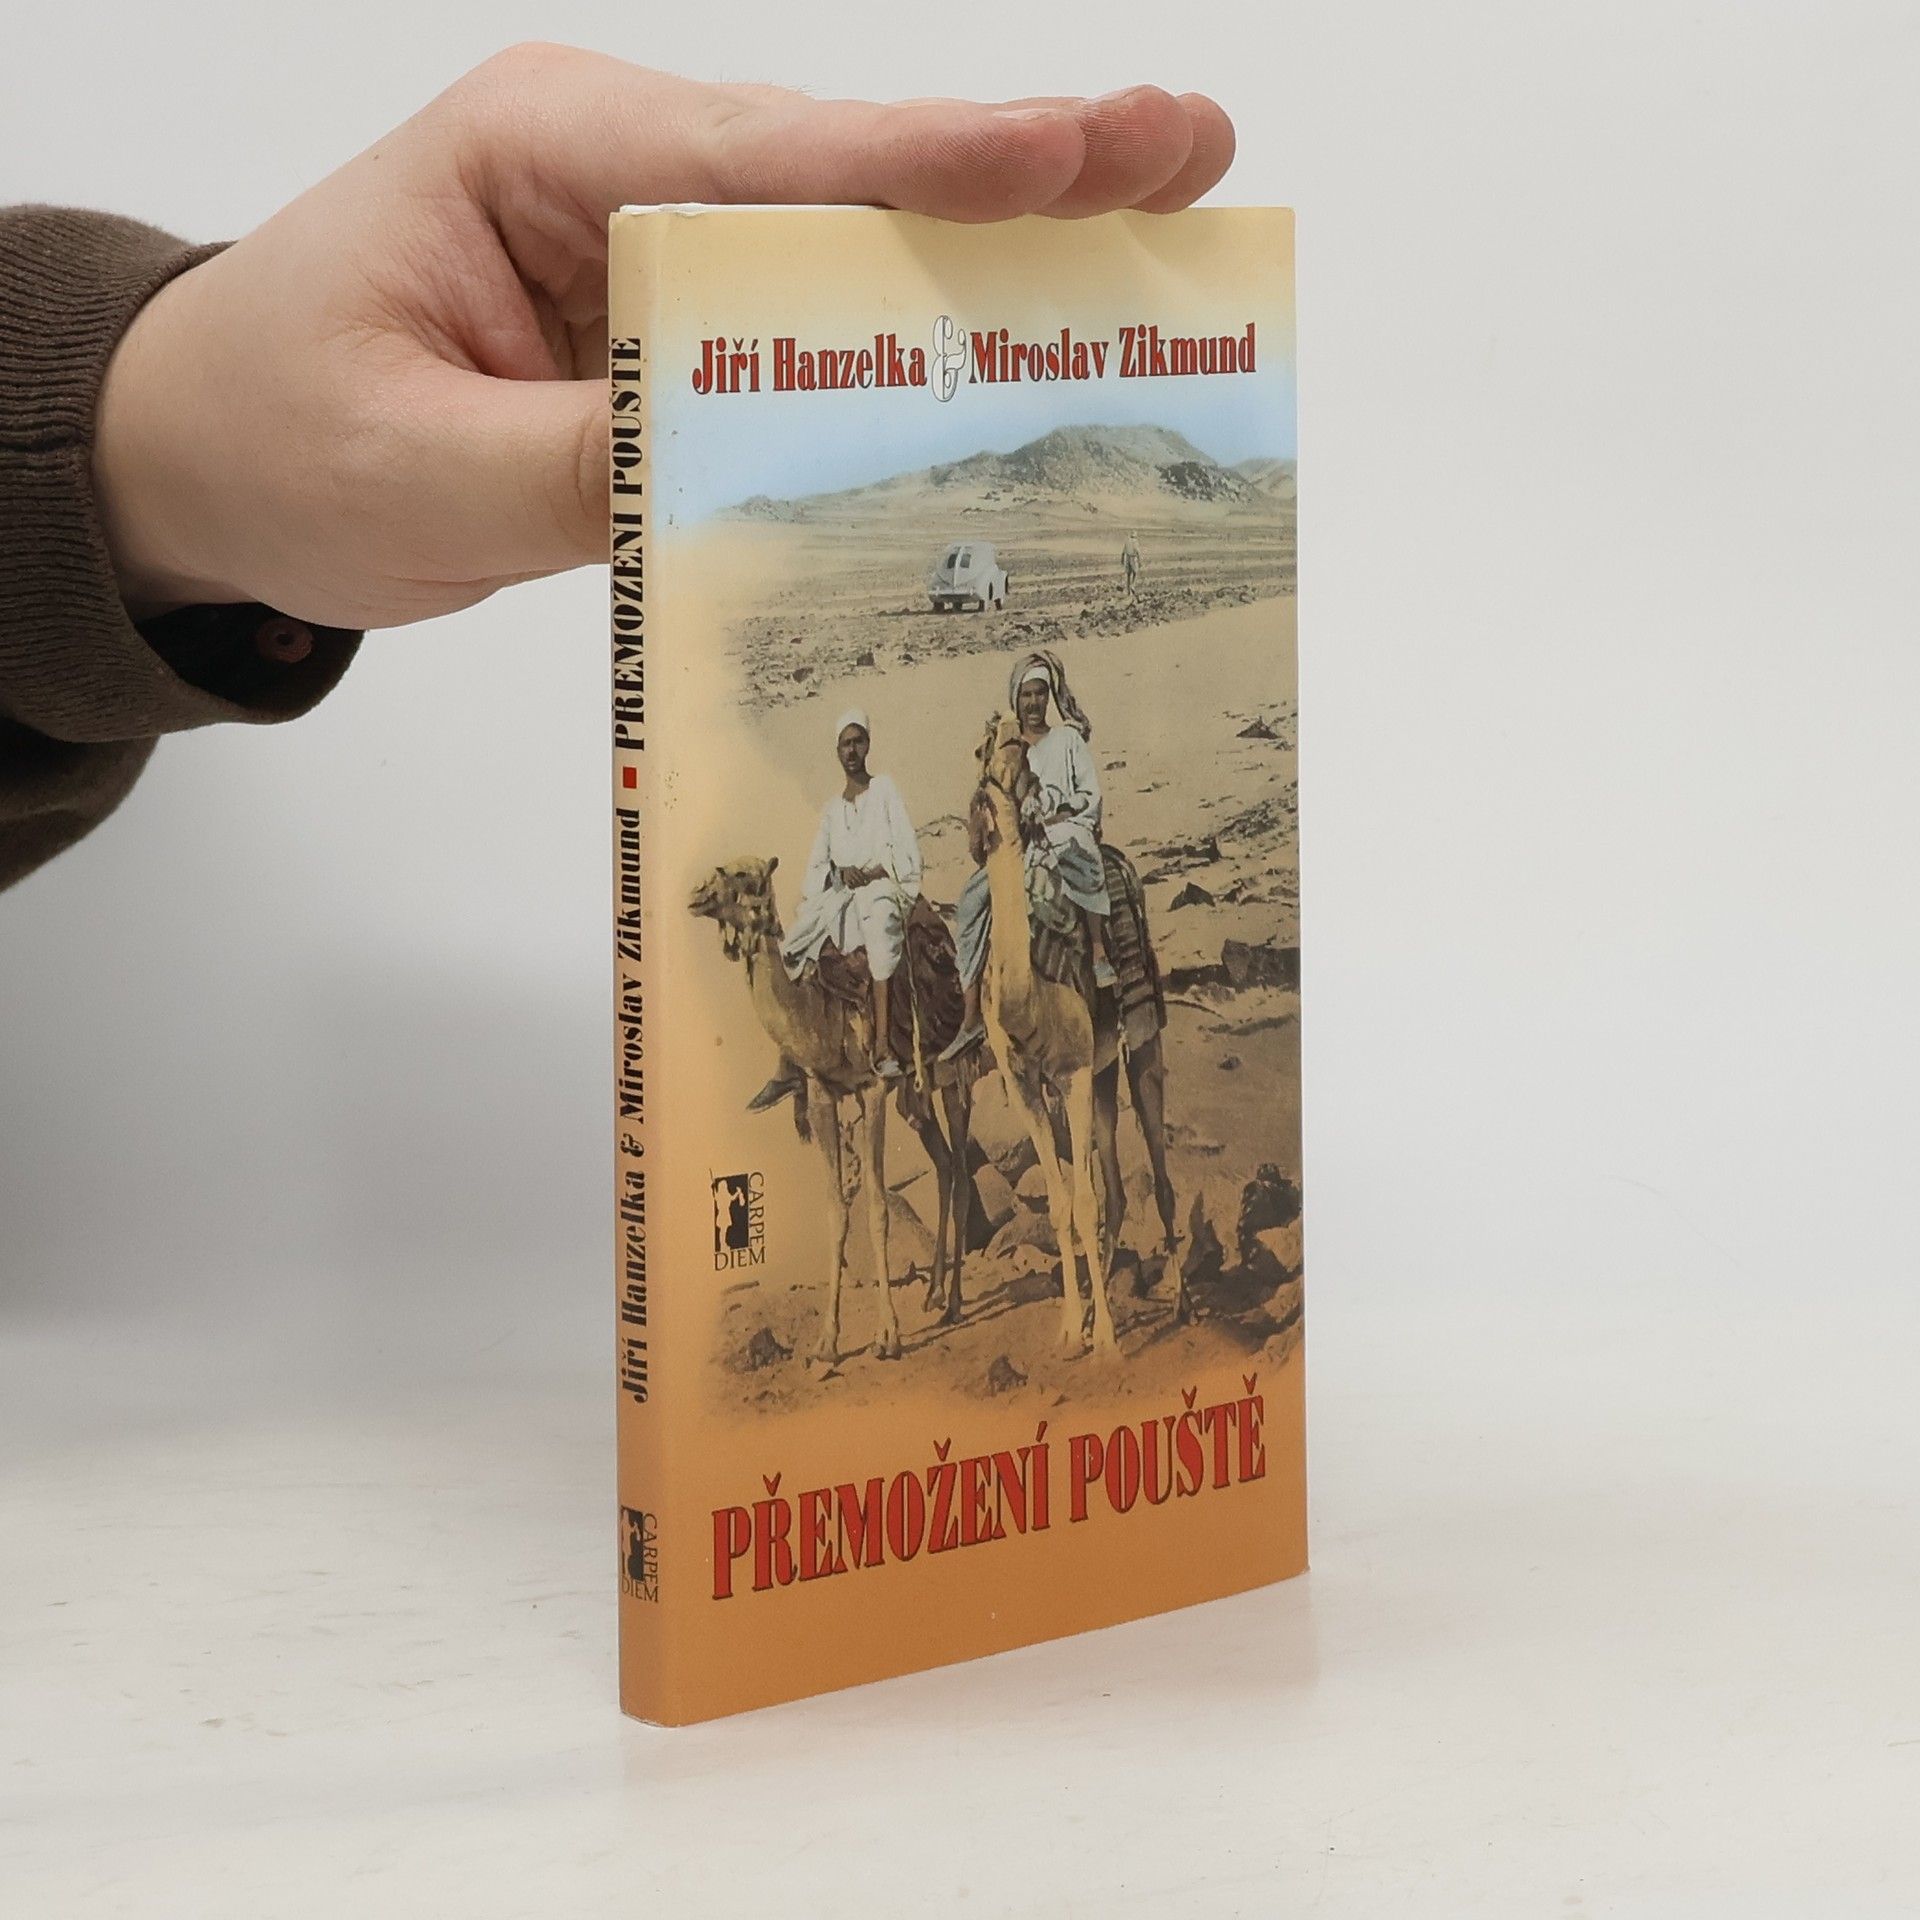 Jiří Hanzelka & Miroslav Zikmund
CARPE
DIEM
PŘEMOŽENÍ POUŠTĚ
Jiří Hanzelka & Miroslav Zikmund ■ PŘEMOŽENÍ POUŠTĚ
CARPE
DIEM